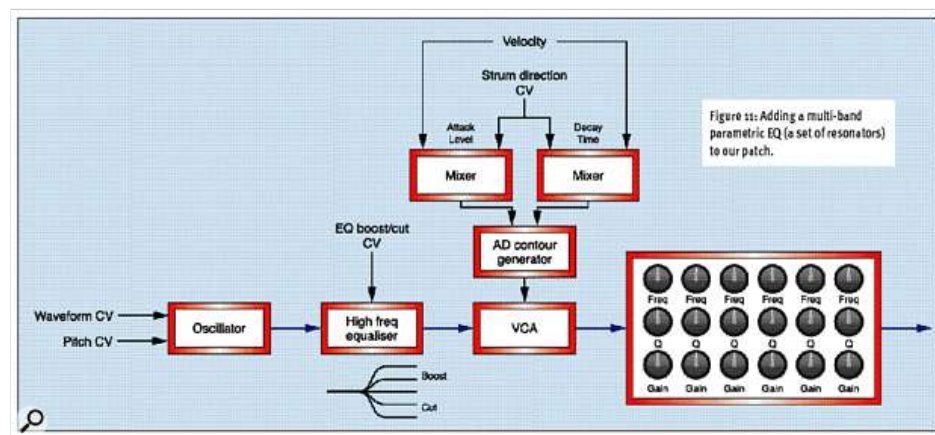 Velocity
Strum direction
CV
Figure 11: Adding a multi-band
parametric EQ (a set of resonators)
to our patch.
Attack
Level
Decay
Time
Mixer
Mixer
EQ boost/cut
CV
AD contour
generator
Waveform CV
Pitch CV
Oscillator
High freq
equaliser
VCA
Freq Freq Freq Freq Freq Freq
Q Q Q Q Q Q
Gain Gain Gain Gain Gain Gain
Boost
Cut